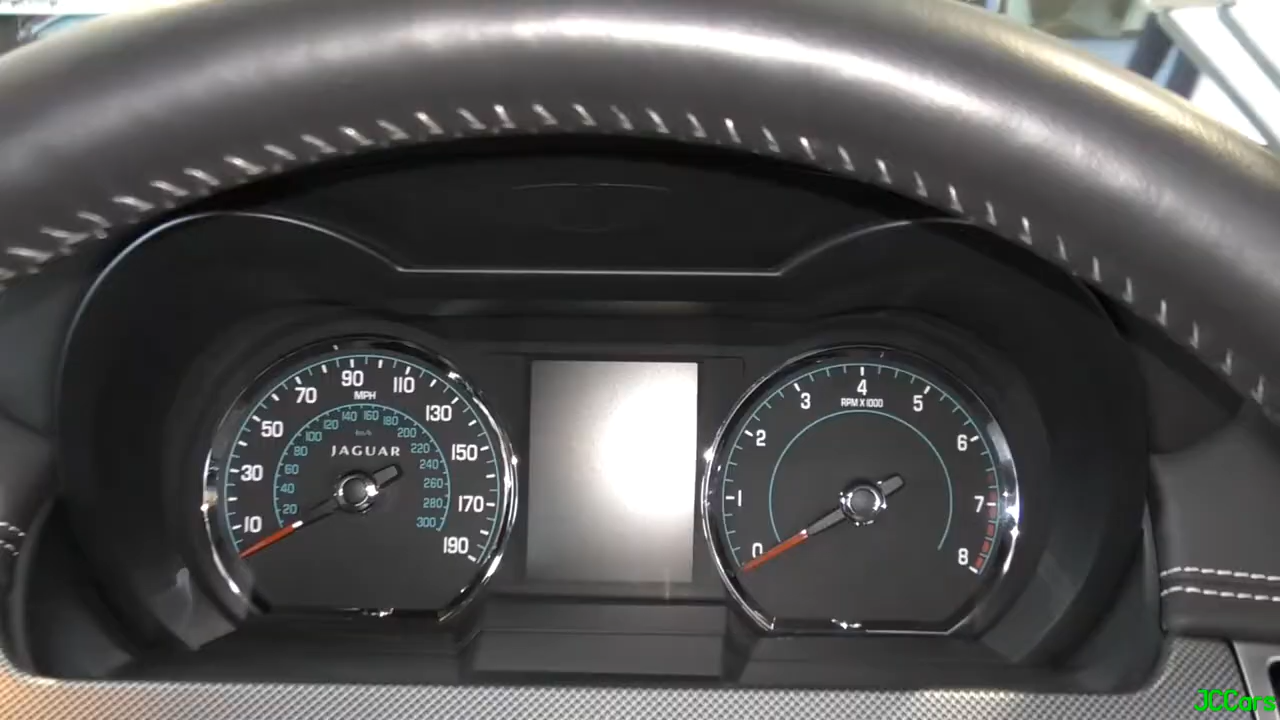 10 30 50 70 90 110 130 150 170 190
MPH
20 40 60 80 100 120 140 160 180 200 220 240 260 280 300
km/h
JAGUAR
0 1 2 3 4 5 6 7 8
RPM X 1000
JCCars